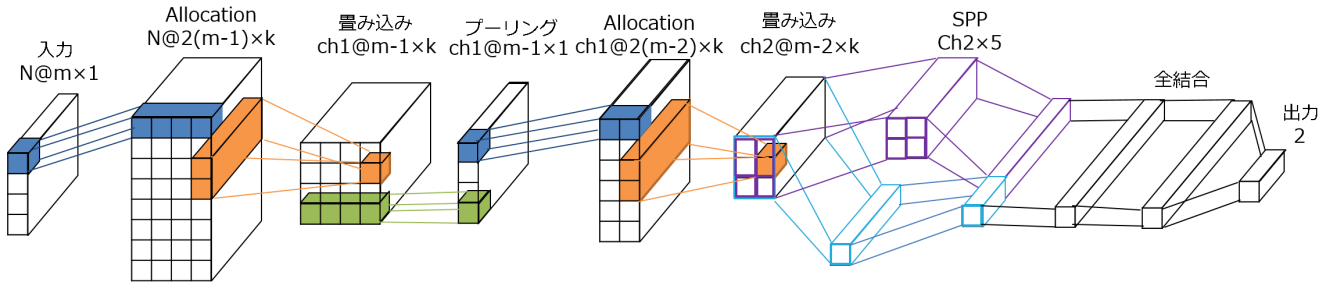 入力
N@m×1
Allocation
N@2(m-1)×k
畳み込み
ch1@m-1×k
プーリング
ch1@m-1×1
Allocation
ch1@2(m-2)×k
畳み込み
ch2@m-2×k
SPP
Ch2×5
全結合
出力
2